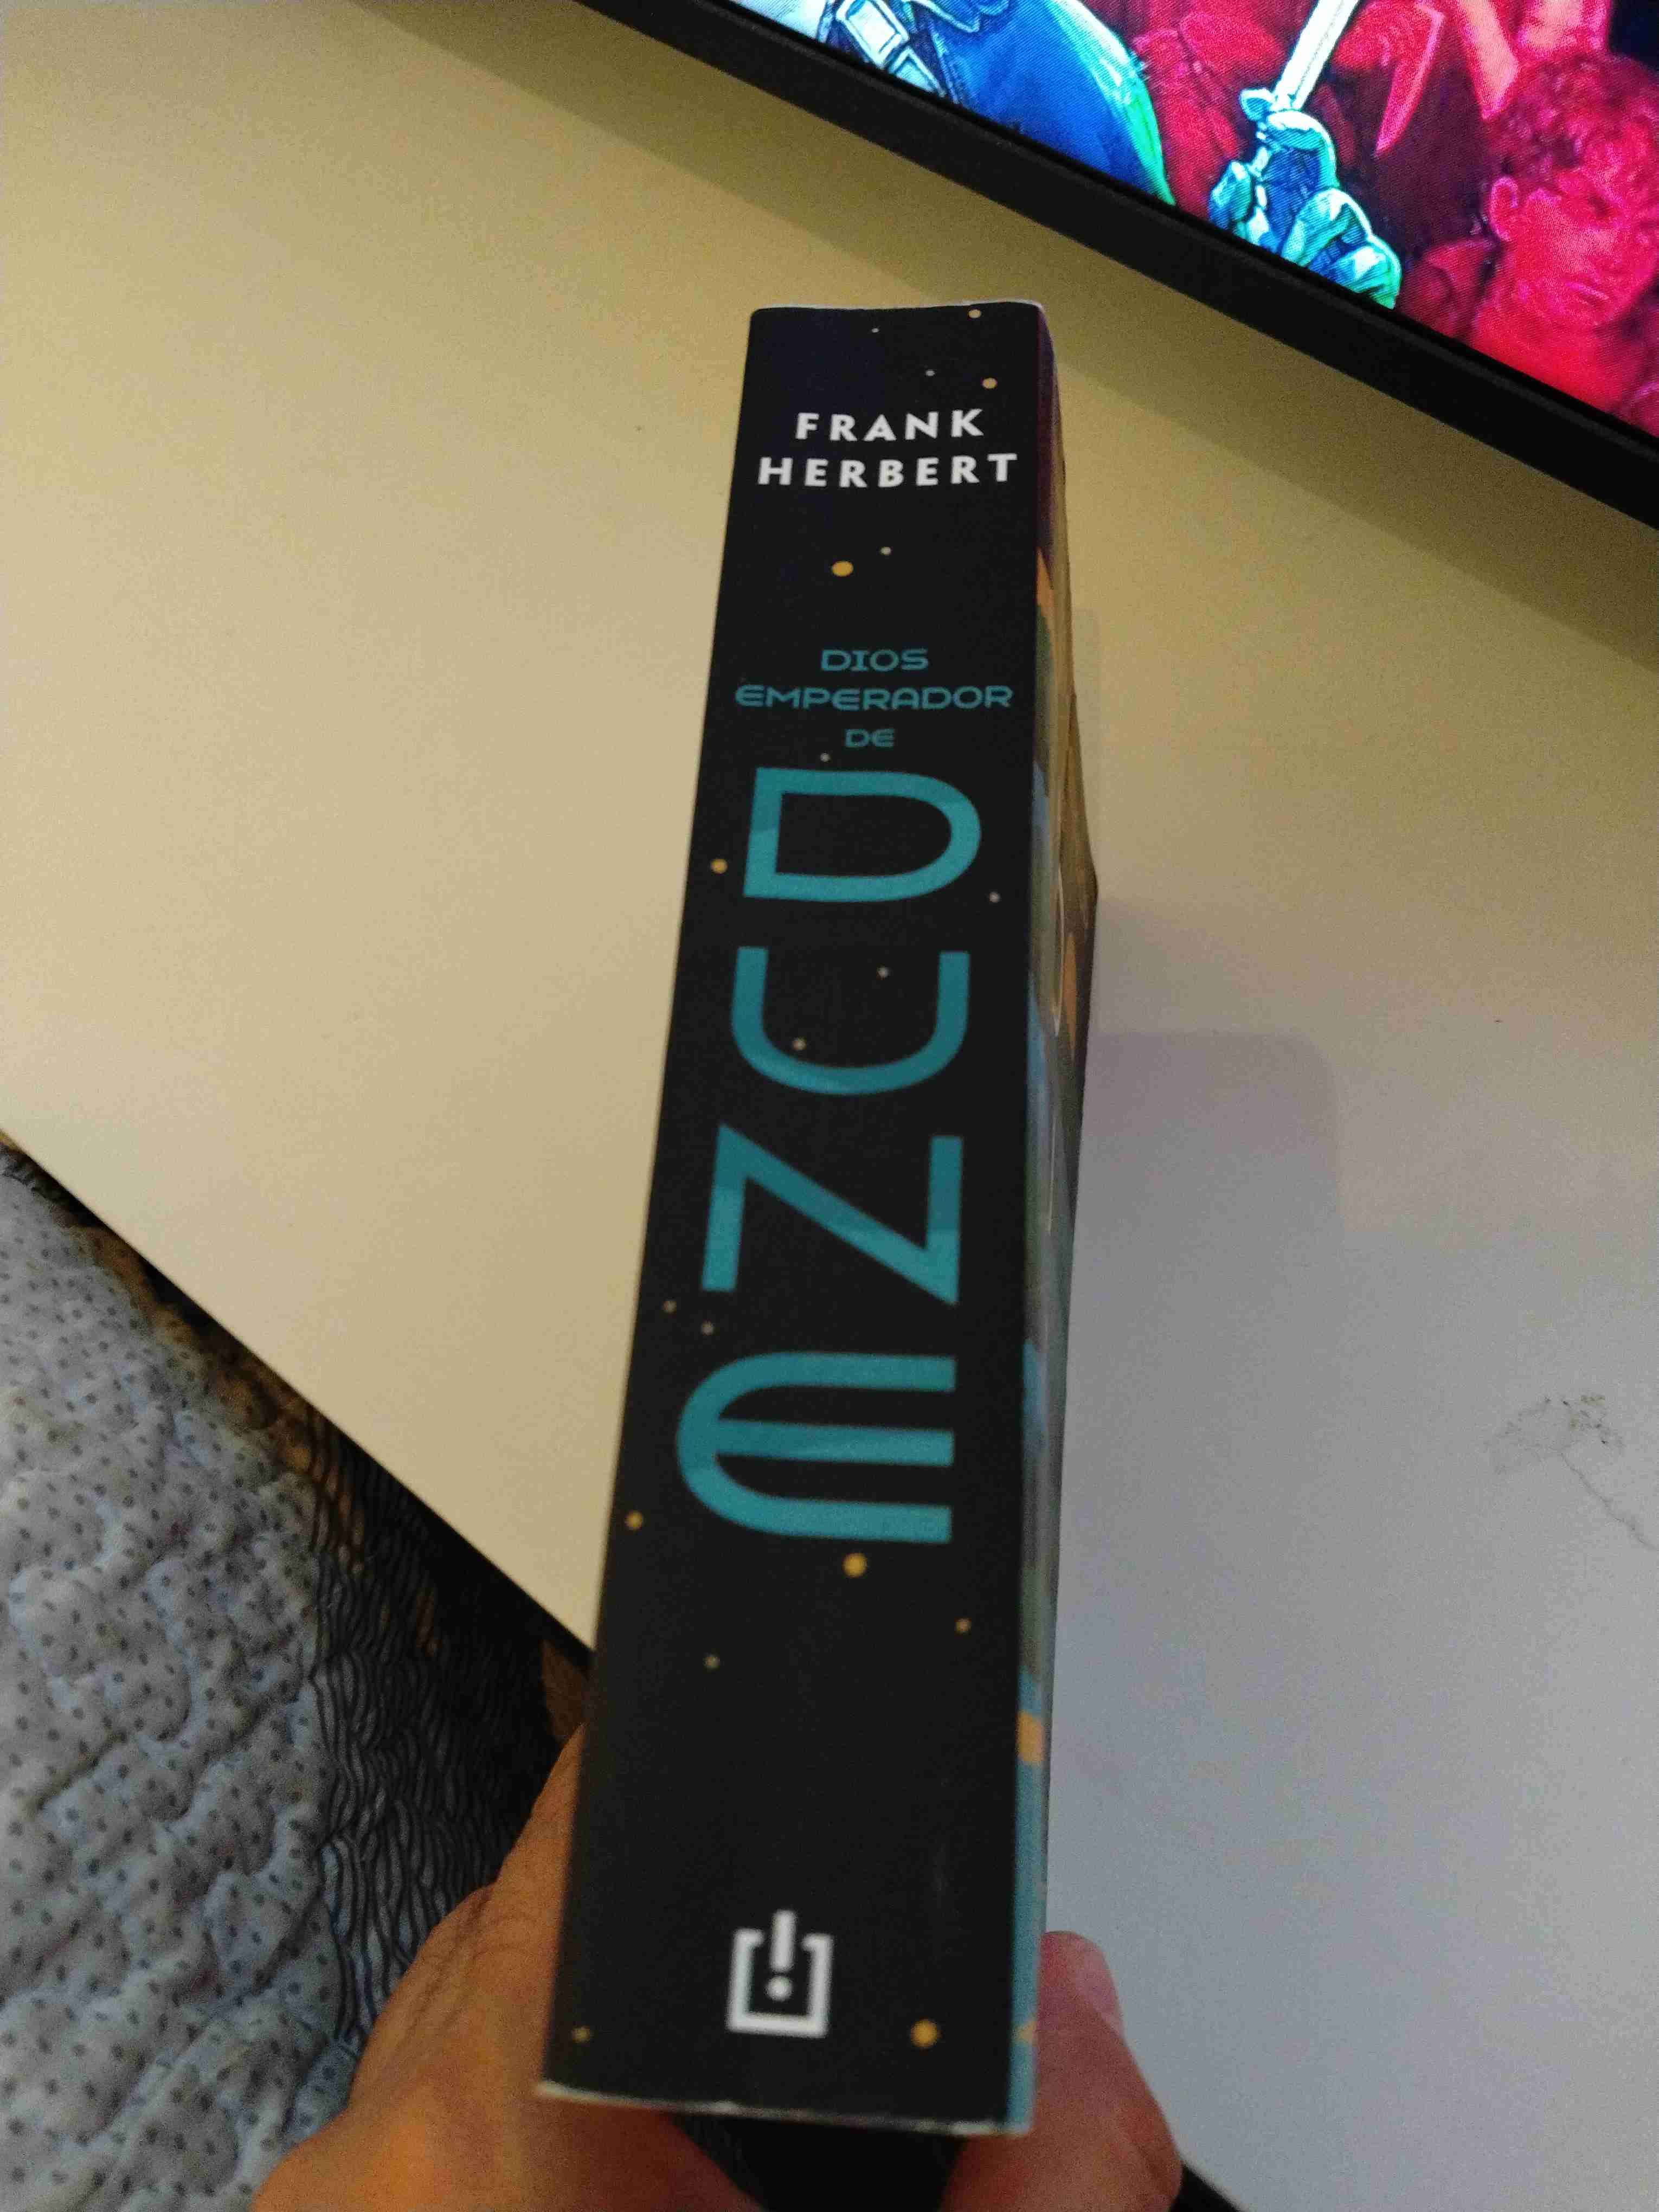 FRANK
HERBERT
DIOS
EMPERADOR
DE
DUNE